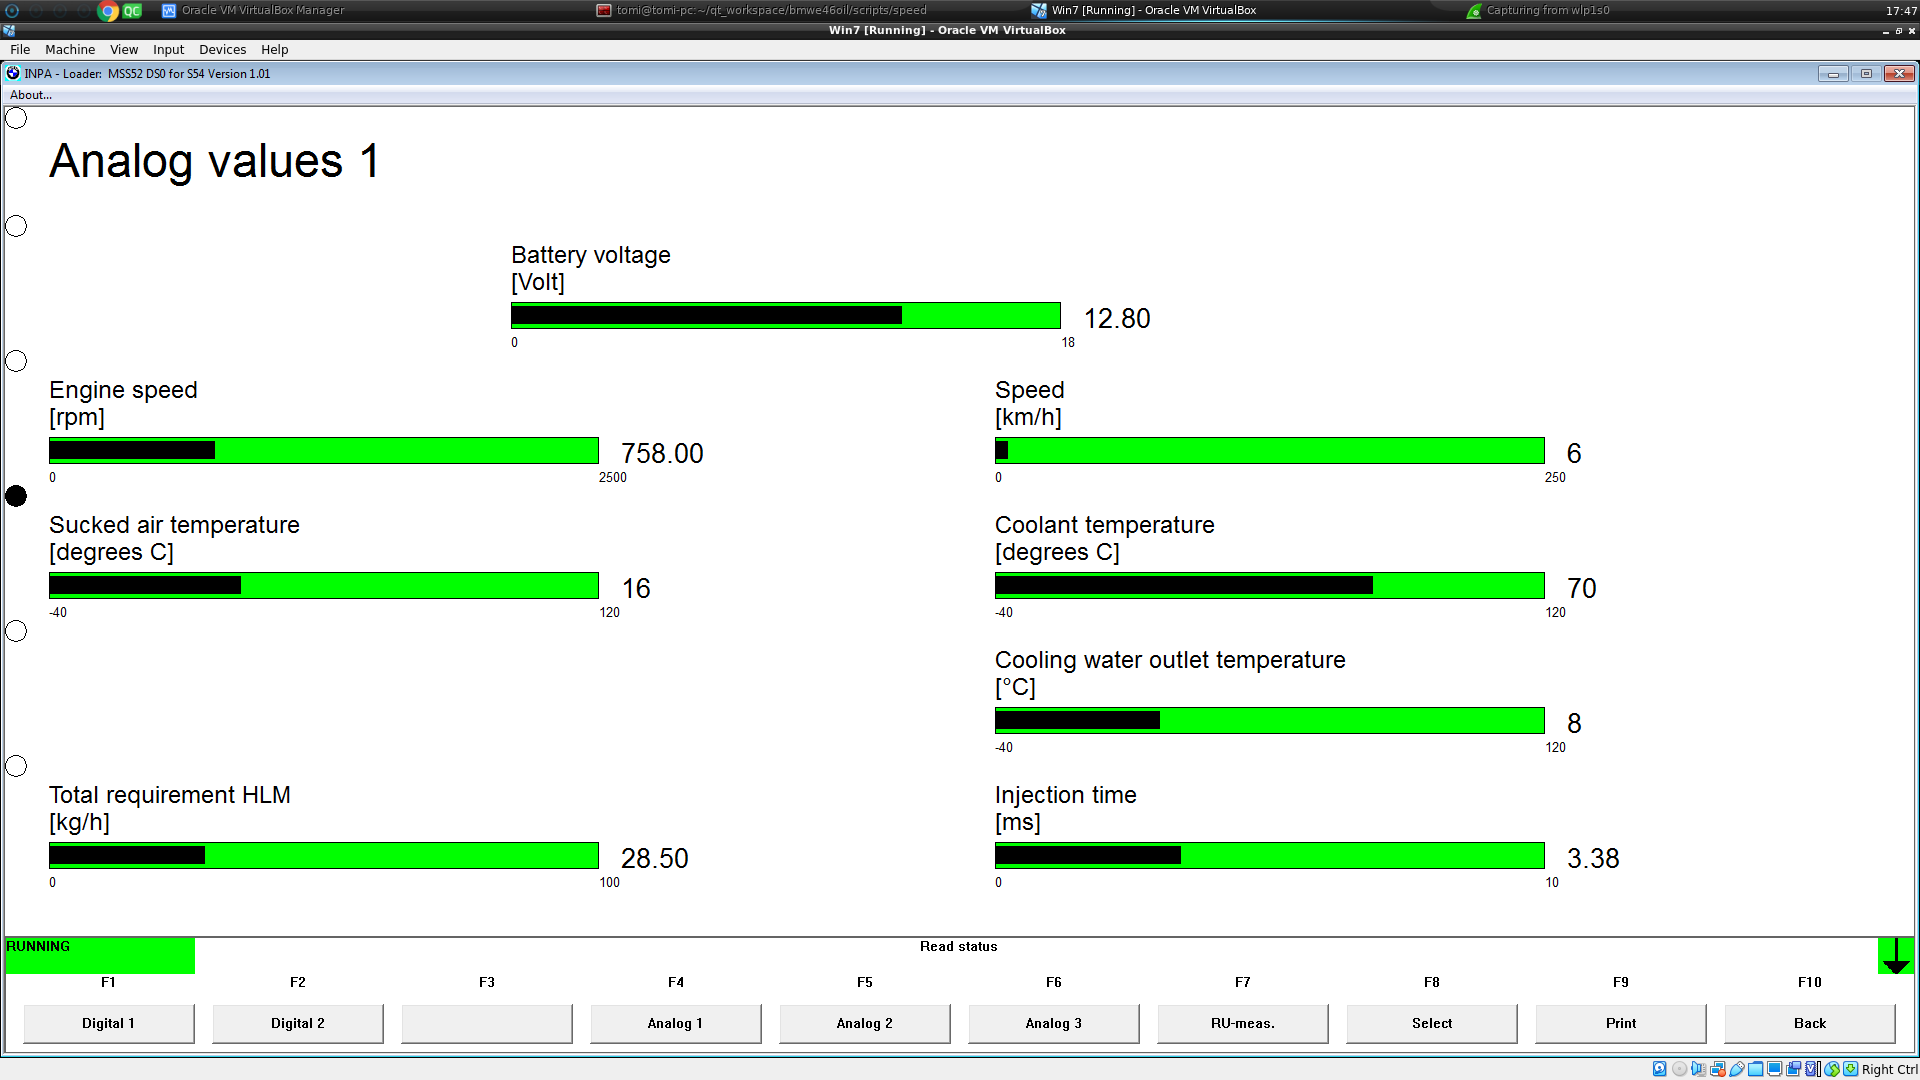 QC
Oracle VM VirtualBox Manager
tomi@tomi-pc:~/qt_workspace/bmwe46oil/scripts/speed
Win7 [Running] - Oracle VM VirtualBox
Capturing from wlp1s0
17:47
Win7 [Running] - Oracle VM VirtualBox
File Machine View Input Devices Help
INPA - Loader: MSS52 DS0 for S54 Version 1.01
About...
Analog values 1
Battery voltage
[Volt]
12.80
0 18
Engine speed
[rpm]
758.00
0 2500
Speed
[km/h]
6
0 250
Sucked air temperature
[degrees C]
16
-40 120
Coolant temperature
[degrees C]
70
-40 120
Cooling water outlet temperature
[°C]
8
-40 120
Total requirement HLM
[kg/h]
28.50
0 100
Injection time
[ms]
3.38
0 10
RUNNING
Read status
F1 F2 F3 F4 F5 F6 F7 F8 F9 F10
Digital 1 Digital 2 Analog 1 Analog 2 Analog 3 RU-meas. Select Print Back
Right Ctrl